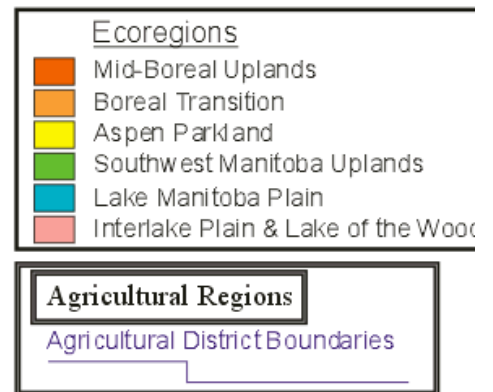 Ecoregions
Mid-Boreal Uplands
Boreal Transition
Aspen Parkland
Southwest Manitoba Uplands
Lake Manitoba Plain
Interlake Plain & Lake of the Wooc
Agricultural Regions
Agricultural District Boundaries